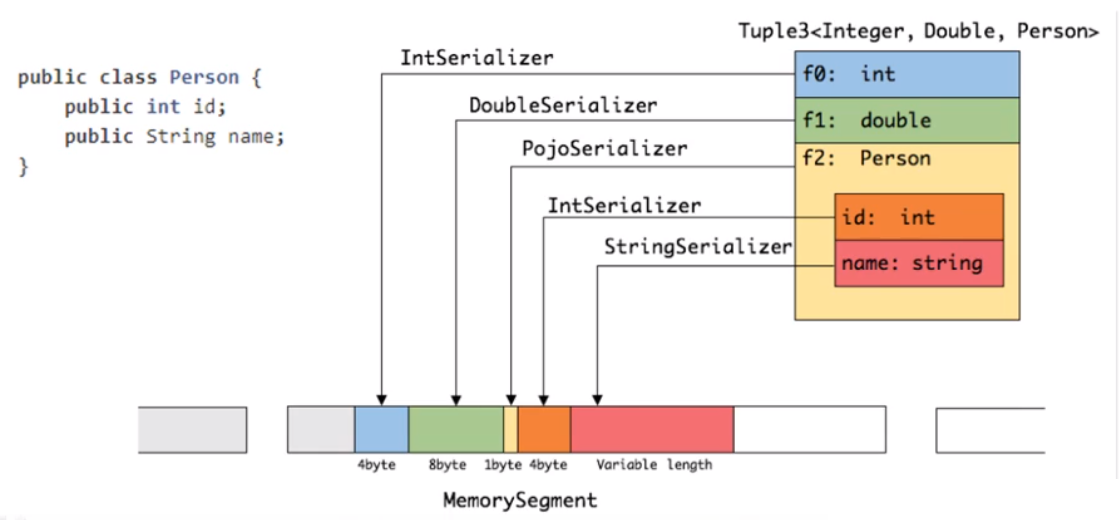 Tuple3<Integer, Double, Person>
public class Person {
public int id;
public String name;
}
IntSerializer
f0: int
DoubleSerializer
f1: double
PojoSerializer
f2: Person
IntSerializer
id: int
StringSerializer
name: string
4byte 8byte 1byte 4byte Variable length
MemorySegment